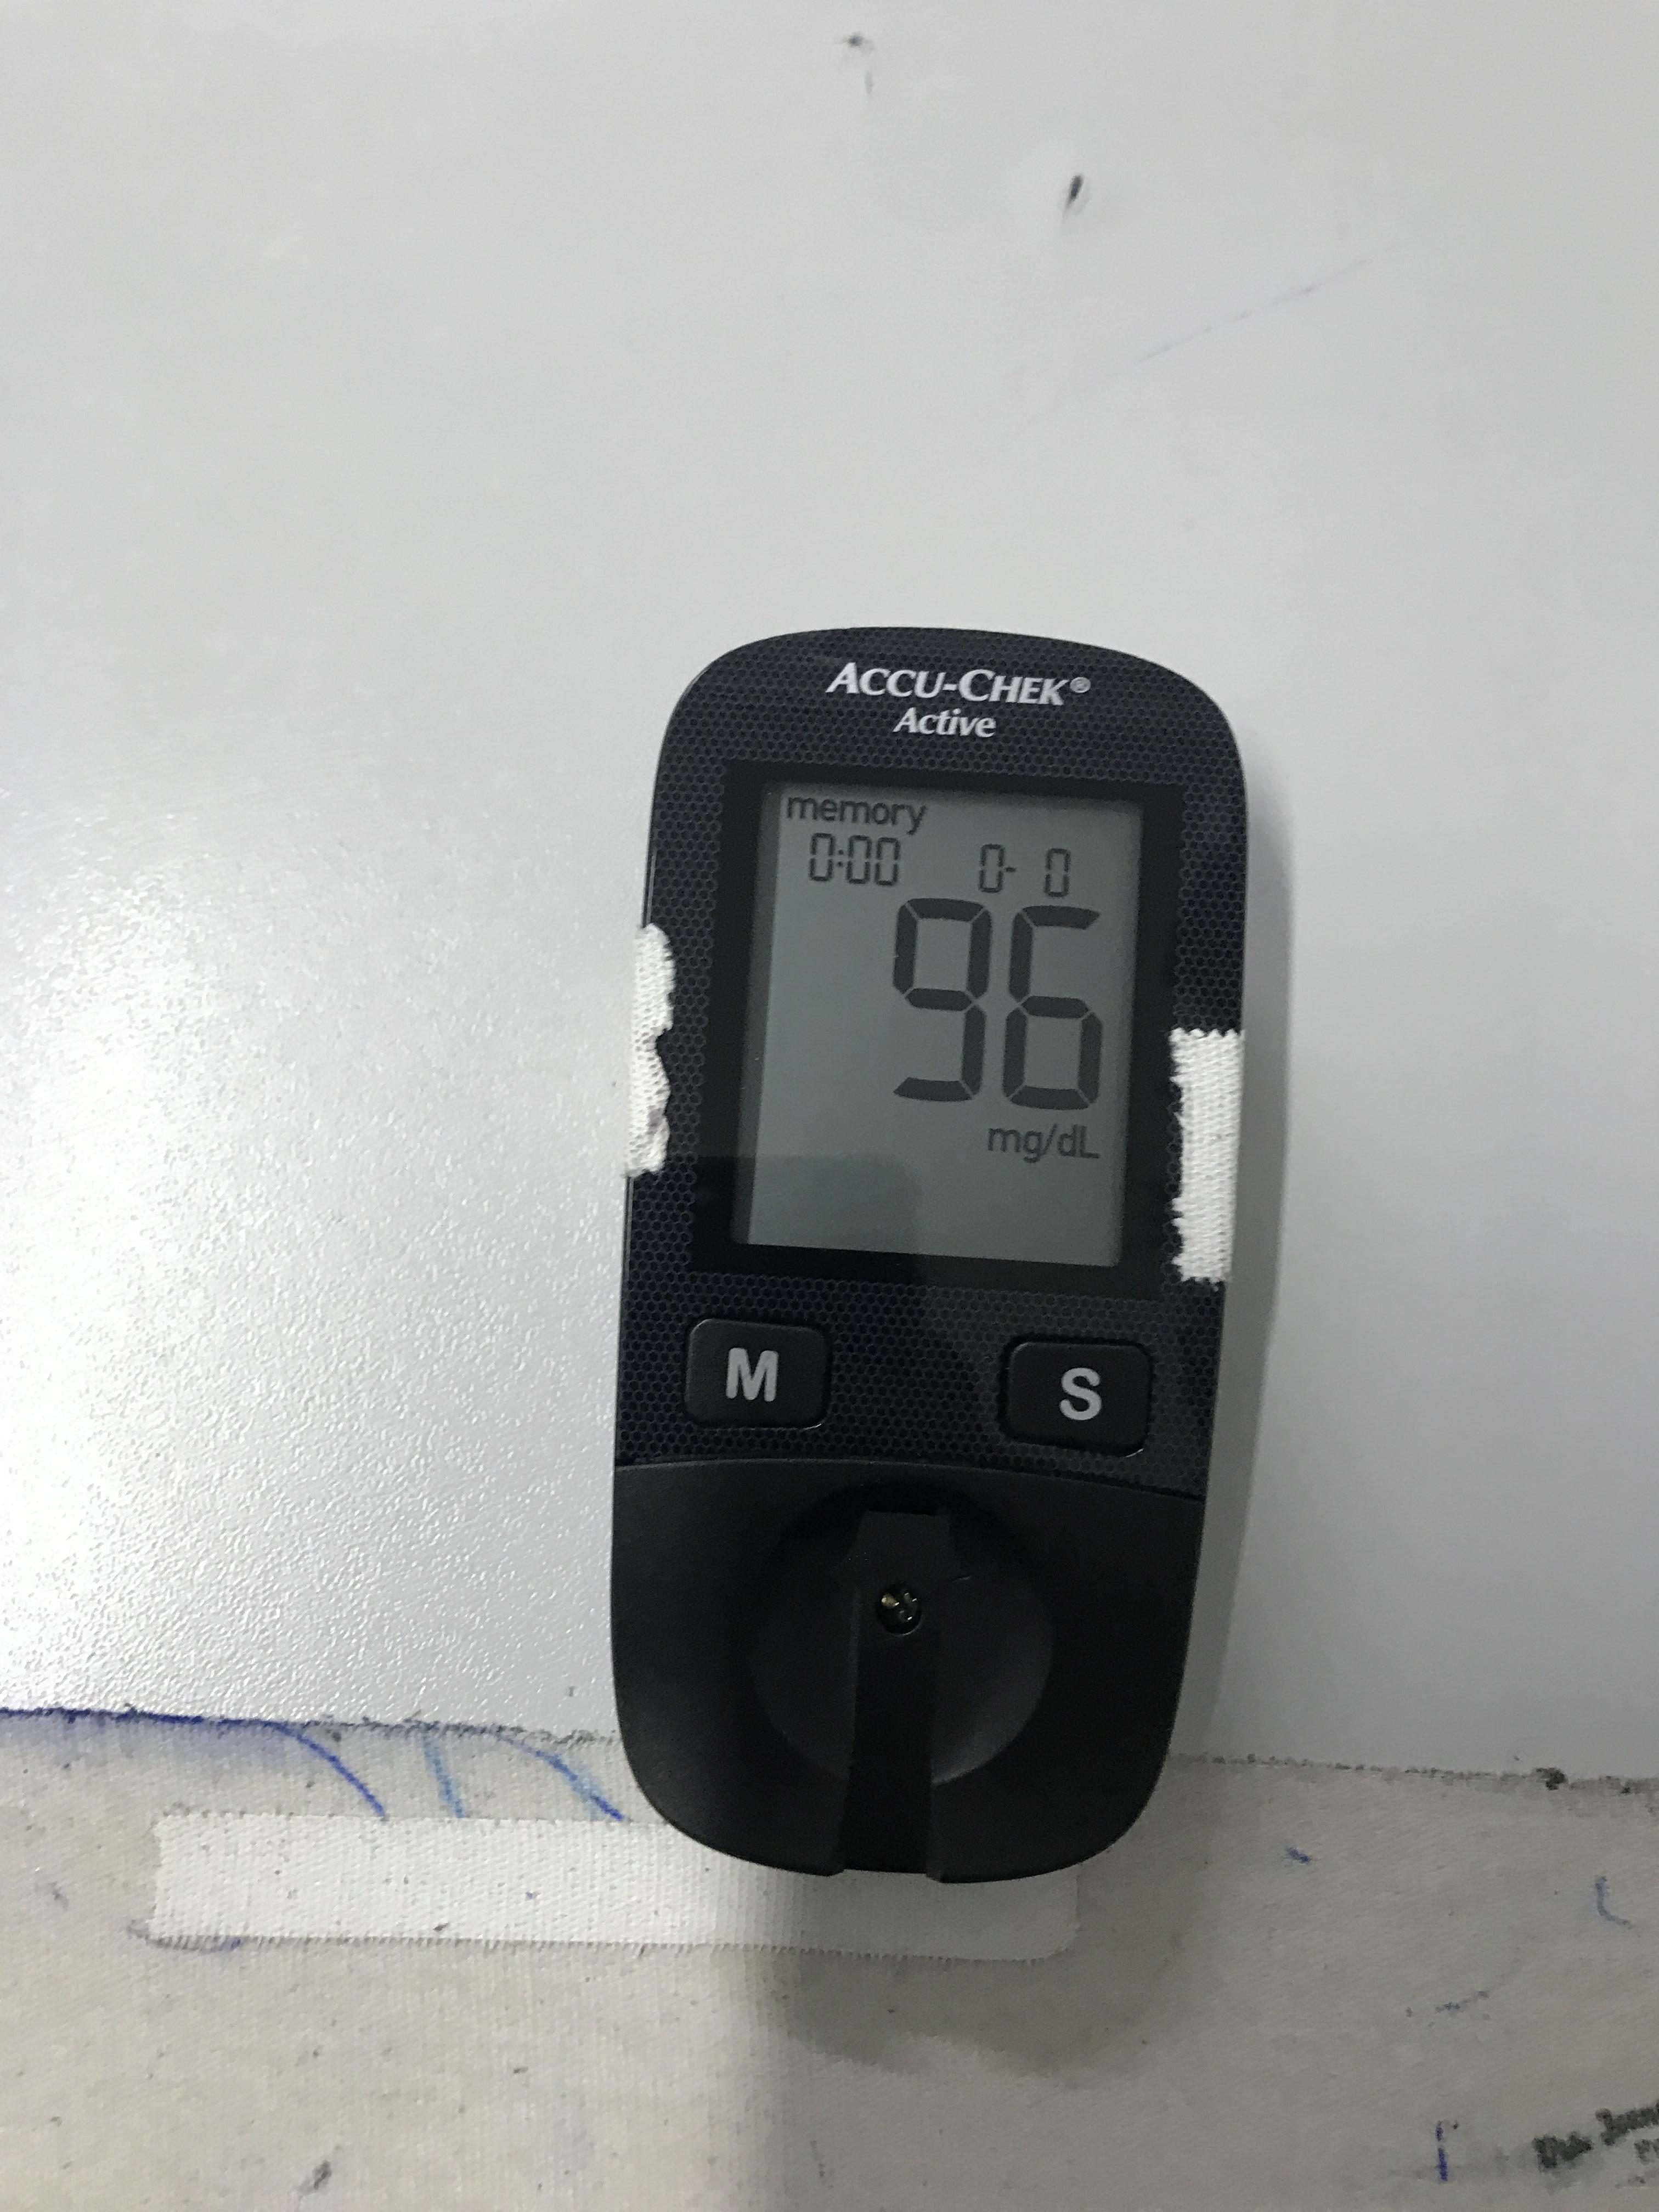 ACCU-CHEK®
Active
memory
0:00 0- 0
96
mg/dL
M S